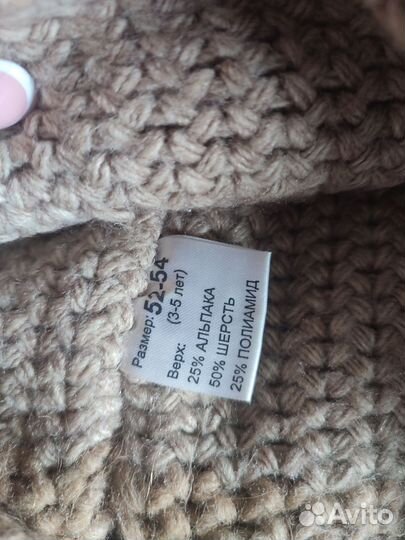 Размер: 52-54
(3-5 лет)
Верх:
25% АЛЬПАКА
50% ШЕРСТЬ
25% ПОЛИАМИД
Avito